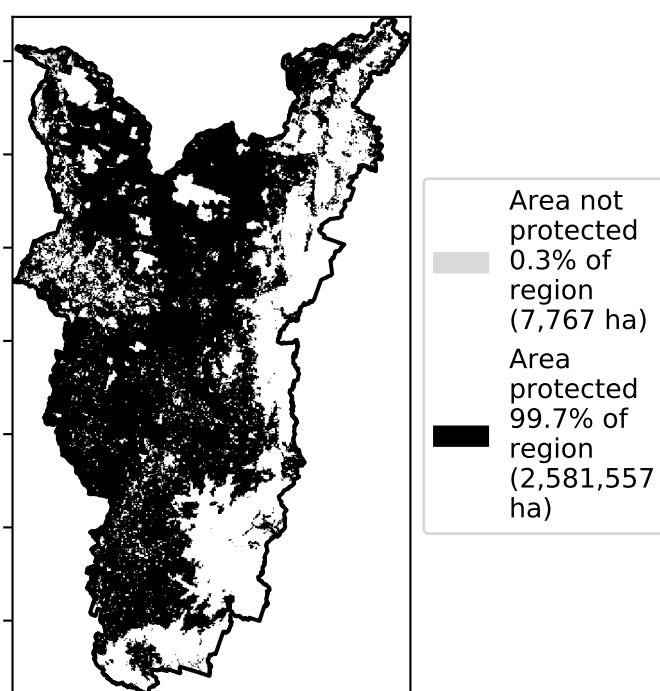 Area not
protected
0.3% of
region
(7,767 ha)
Area
protected
99.7% of
region
(2,581,557
ha)